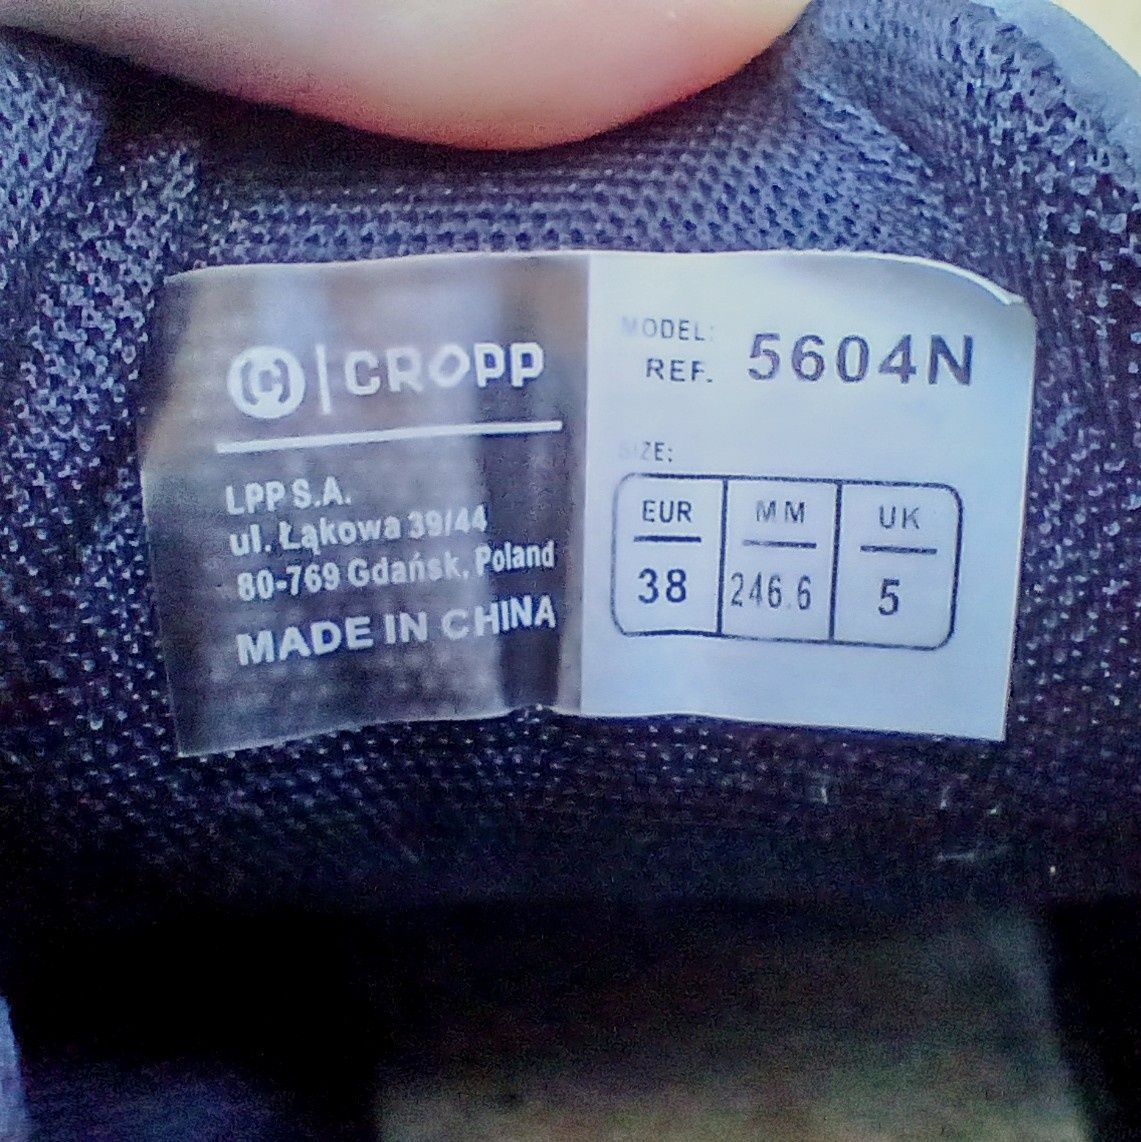 (C) | CROPP
LPP S.A.
ul. Łąkowa 39/44
80-769 Gdańsk, Poland
MADE IN CHINA
MODEL:
REF. 5604N
SIZE:
EUR MM UK
38 246.6 5